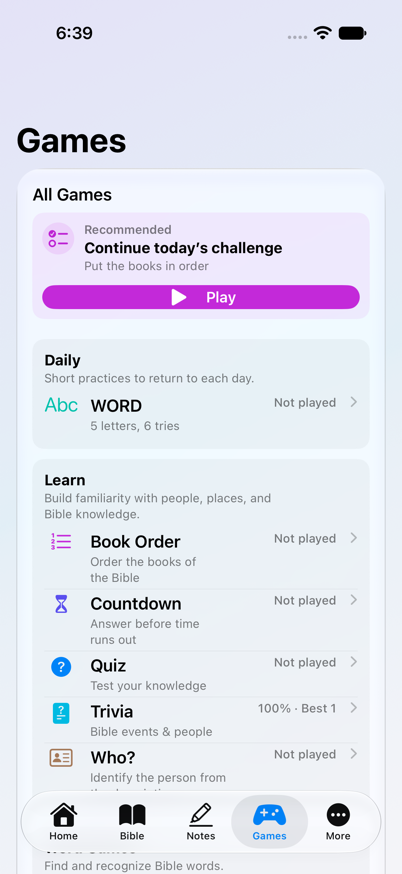 6:39
Games
All Games
Recommended
Continue today's challenge
Put the books in order
Play
Daily
Short practices to return to each day.
Abc WORD Not played
5 letters, 6 tries
Learn
Build familiarity with people, places, and
Bible knowledge.
1 2 3 Book Order Not played
Order the books of
the Bible
Countdown Not played
Answer before time
runs out
? Quiz Not played
Test your knowledge
? Trivia 100% · Best 1
Bible events & people
Who? Not played
Identify the person from
Home Bible Notes Games More
Find and recognize Bible words.